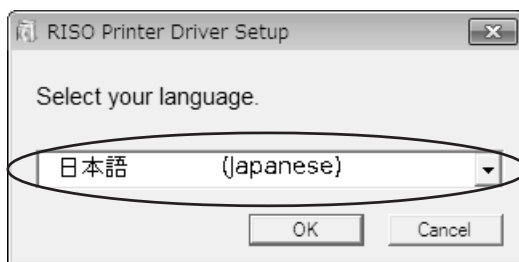 RISO Printer Driver Setup
Select your language.
日本語 (Japanese)
OK Cancel